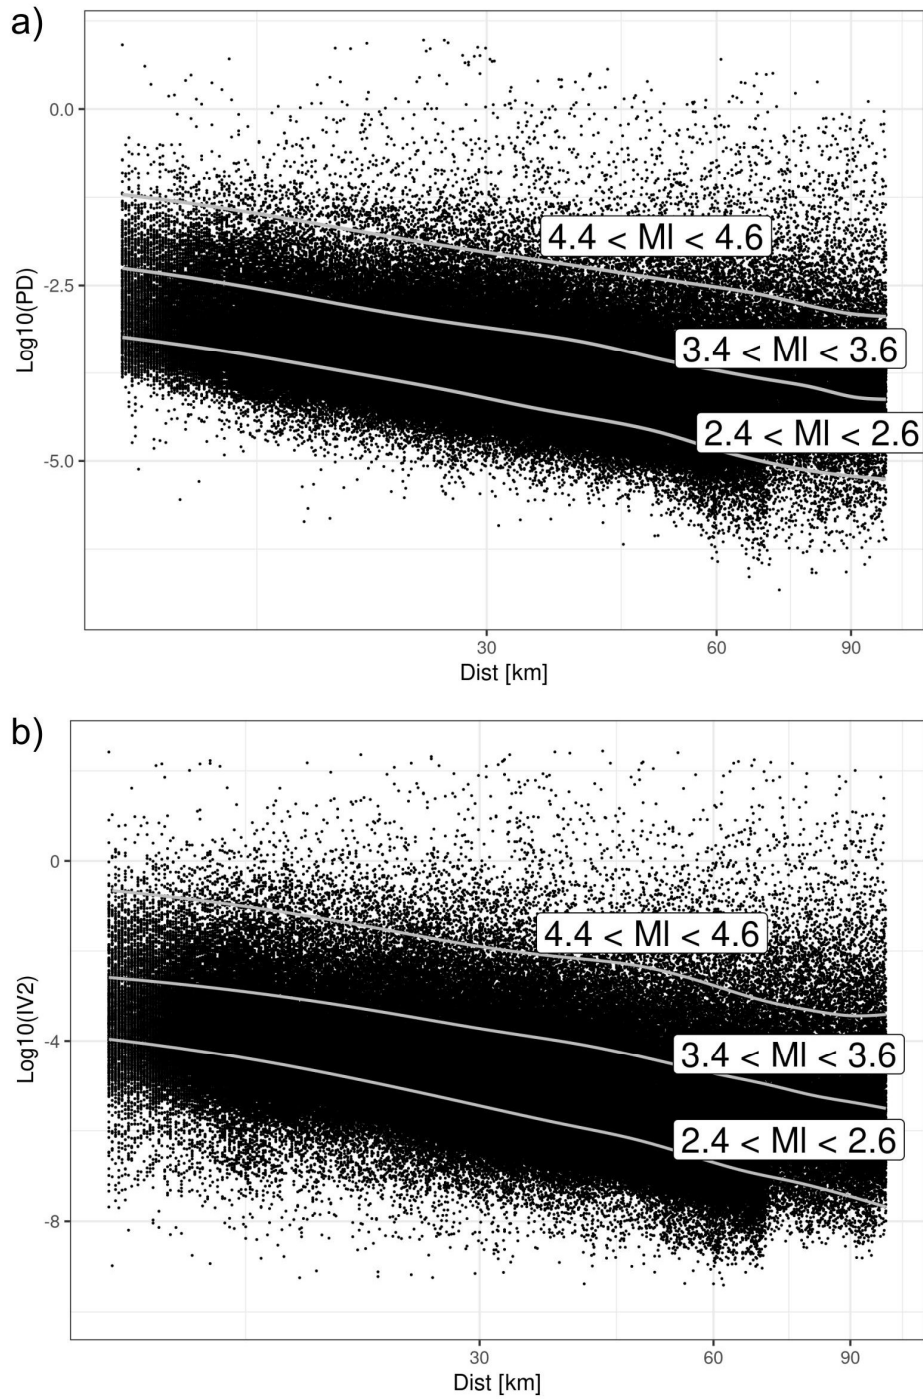 a)
0.0
-2.5
-5.0
Log10(PD)
4.4 < Ml < 4.6
3.4 < Ml < 3.6
2.4 < Ml < 2.6
30
60
90
Dist [km]
b)
0
-4
-8
Log10(IV2)
4.4 < Ml < 4.6
3.4 < Ml < 3.6
2.4 < Ml < 2.6
30
60
90
Dist [km]